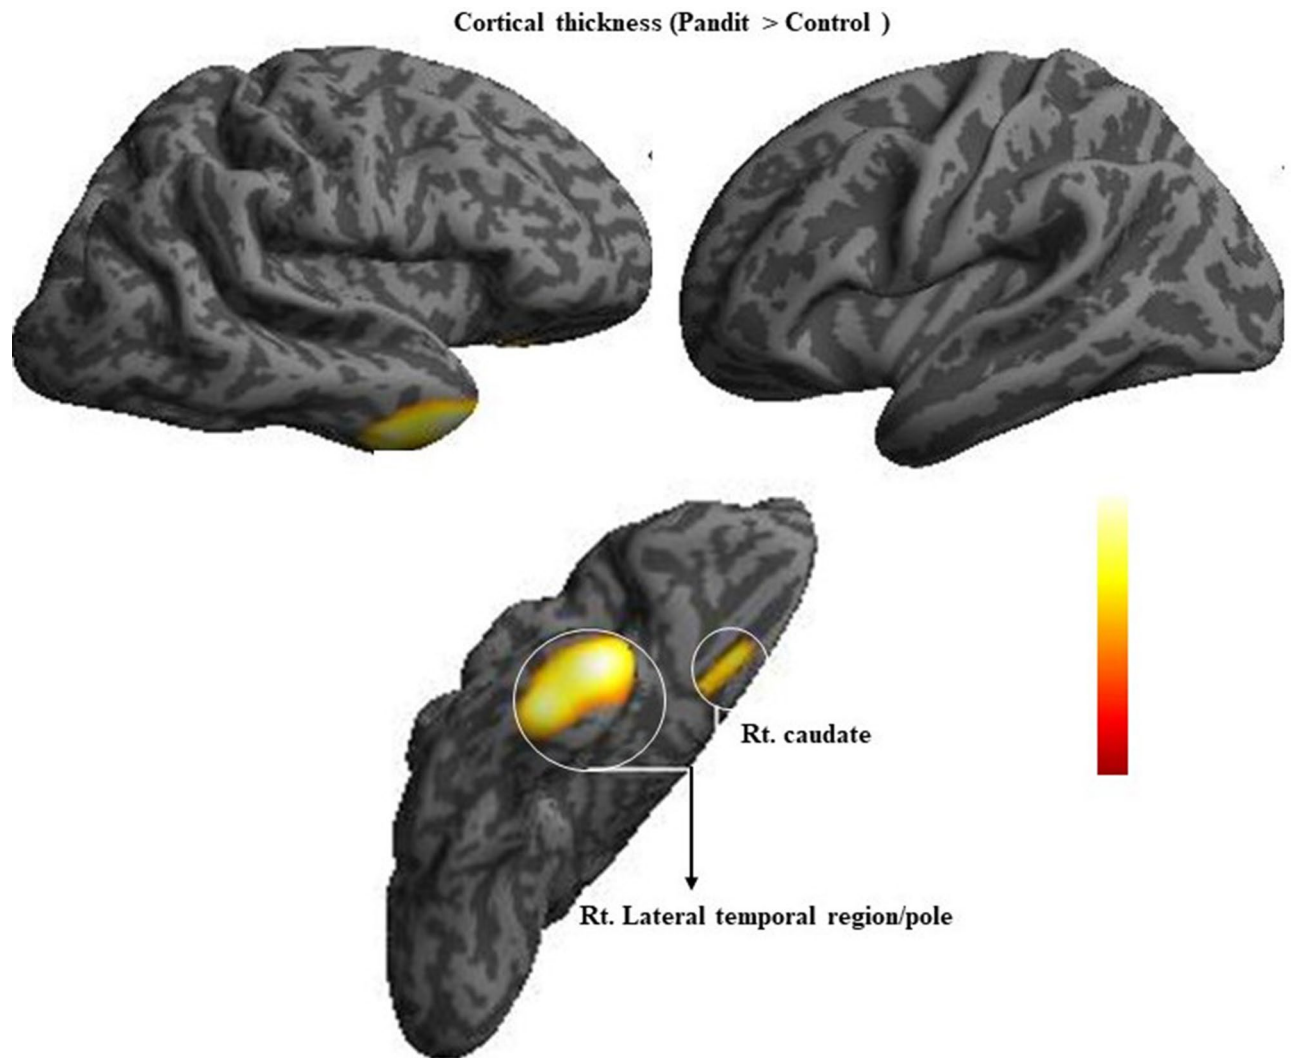 Cortical thickness (Pandit > Control )
Rt. caudate
Rt. Lateral temporal region/pole